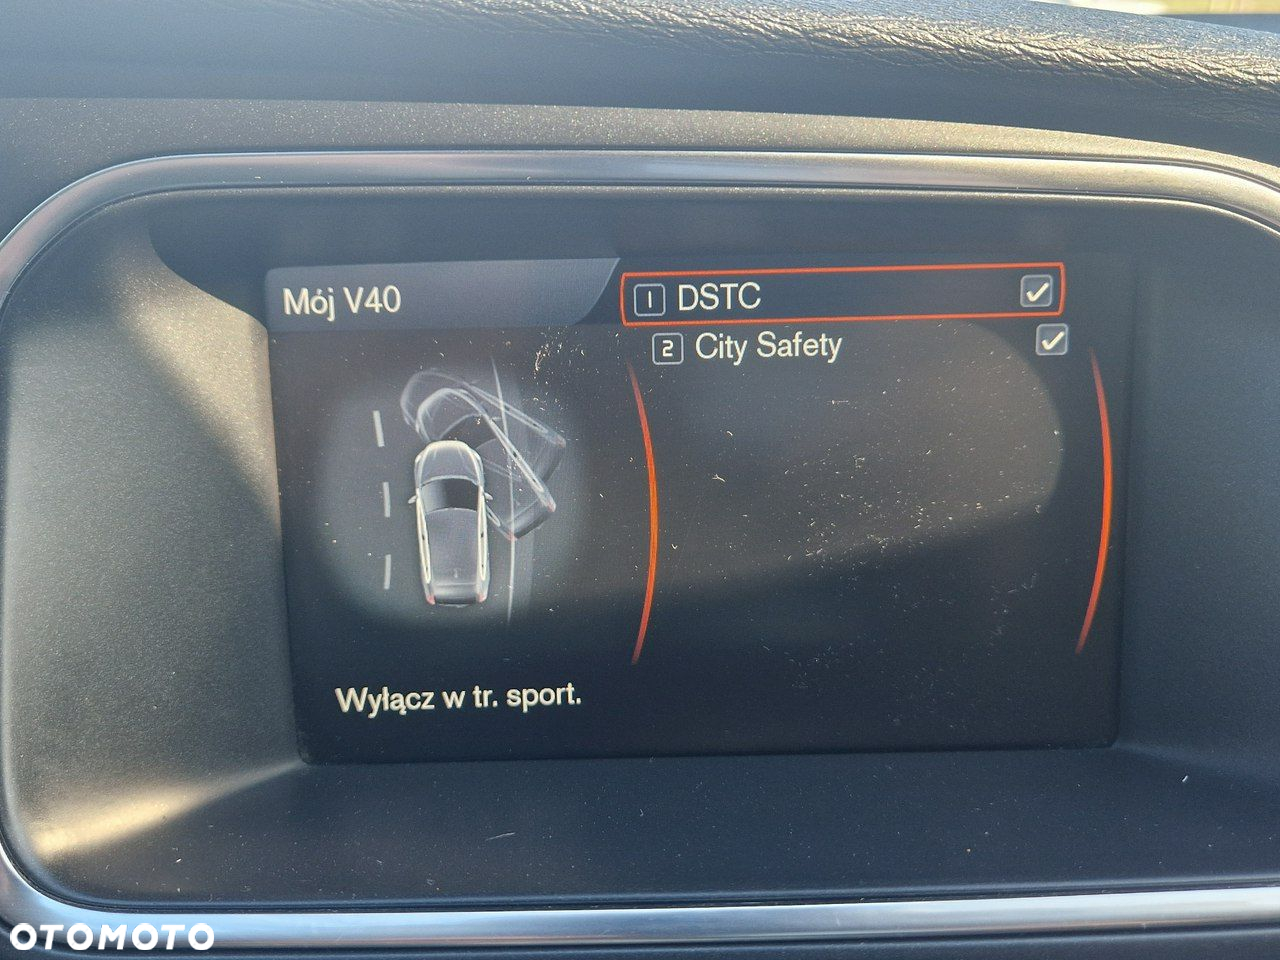 Mój V40
1 DSTC
2 City Safety
Wyłącz w tr. sport.
OTOMOTO